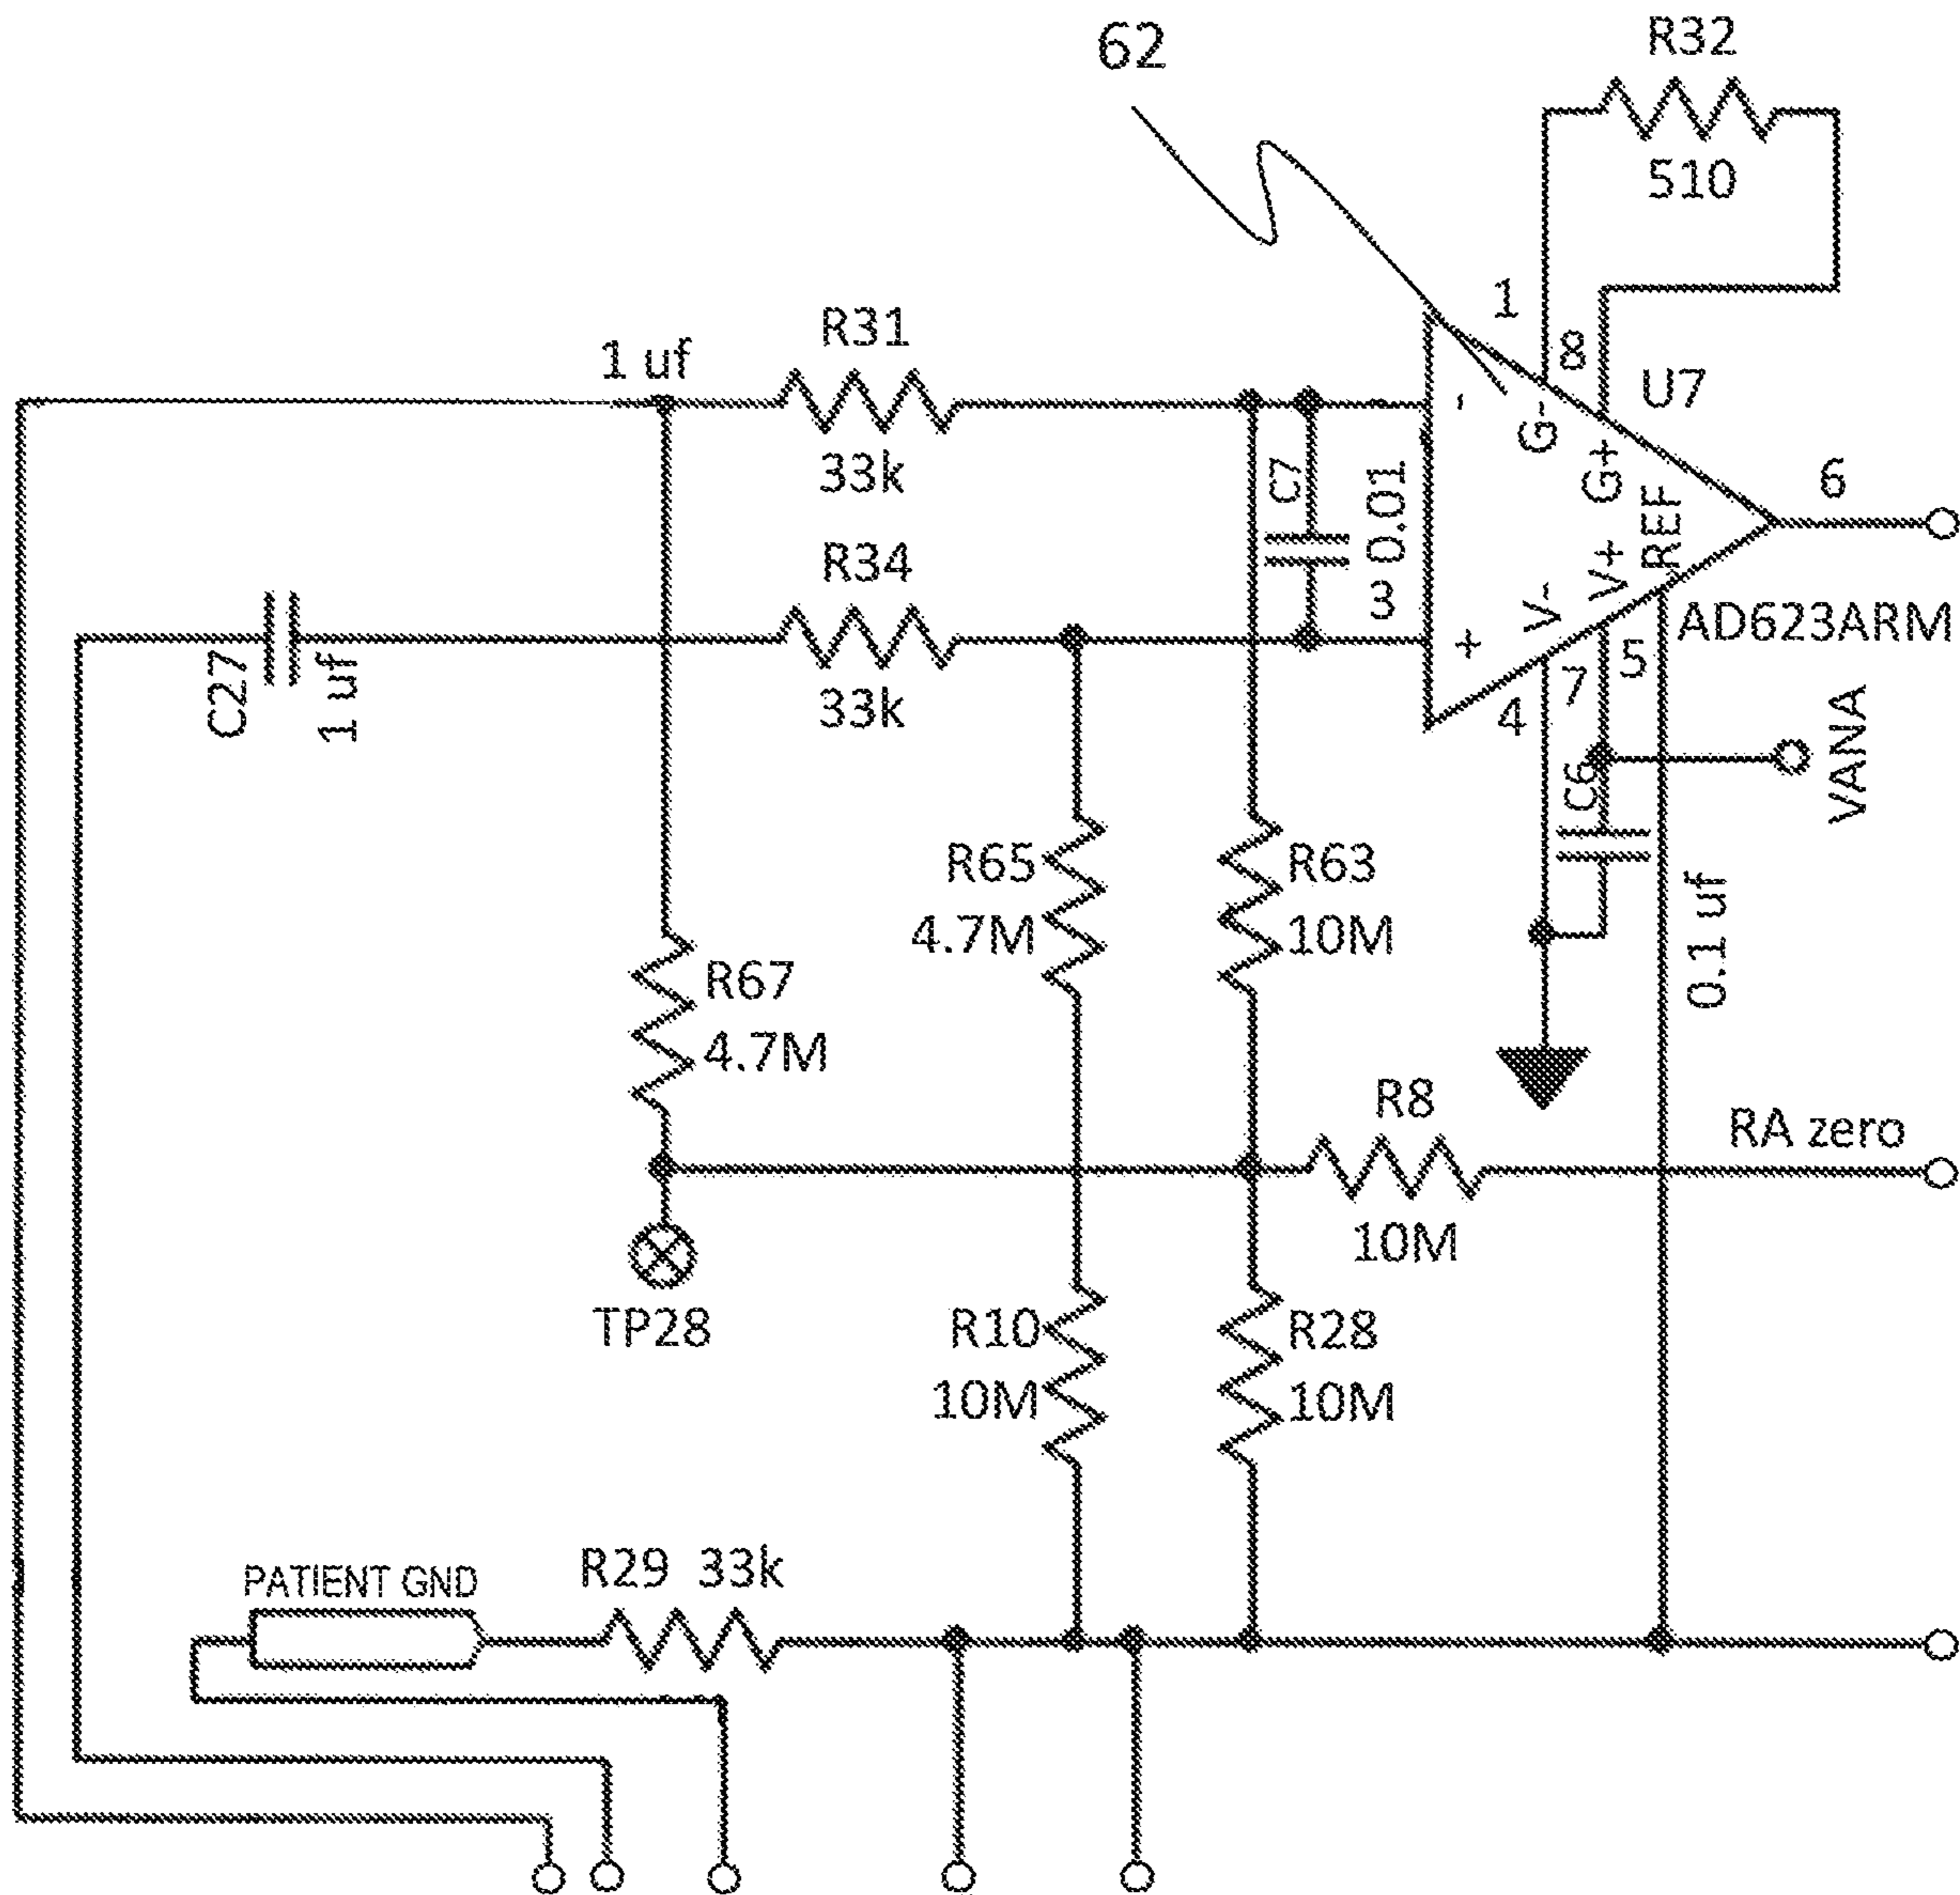 62
R32
510
1
8
U7
R31
1 uf
33k
-
G-
G+
REF
6
C7
0.01
R34
3
33k
C27
1 uf
+
V-
V+
4
7
5
AD623ARM
VANA
C6
0.1 uf
R65
4.7M
R63
10M
R67
4.7M
R8
10M
RA zero
TP28
R10
10M
R28
10M
PATIENT GND
R29 33k